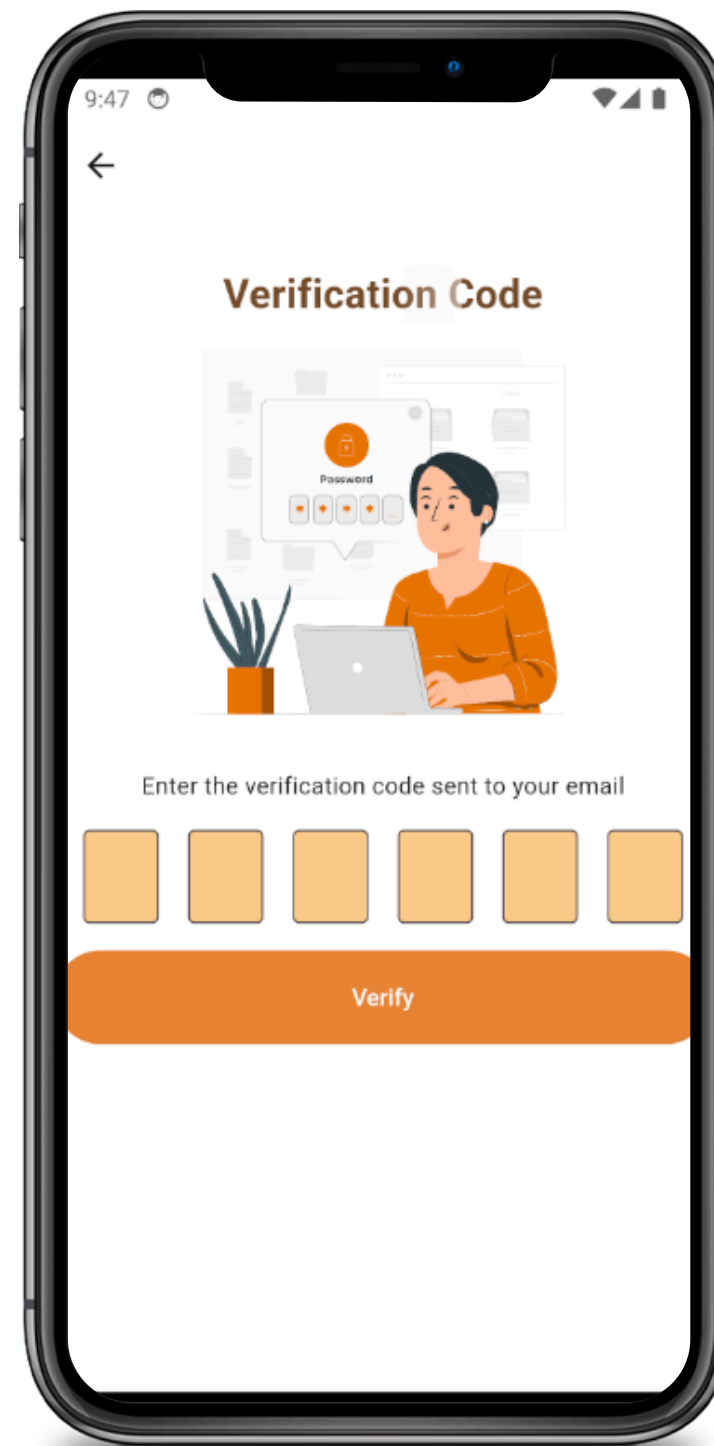 9:47
Verification Code
Password
Enter the verification code sent to your email
Verify